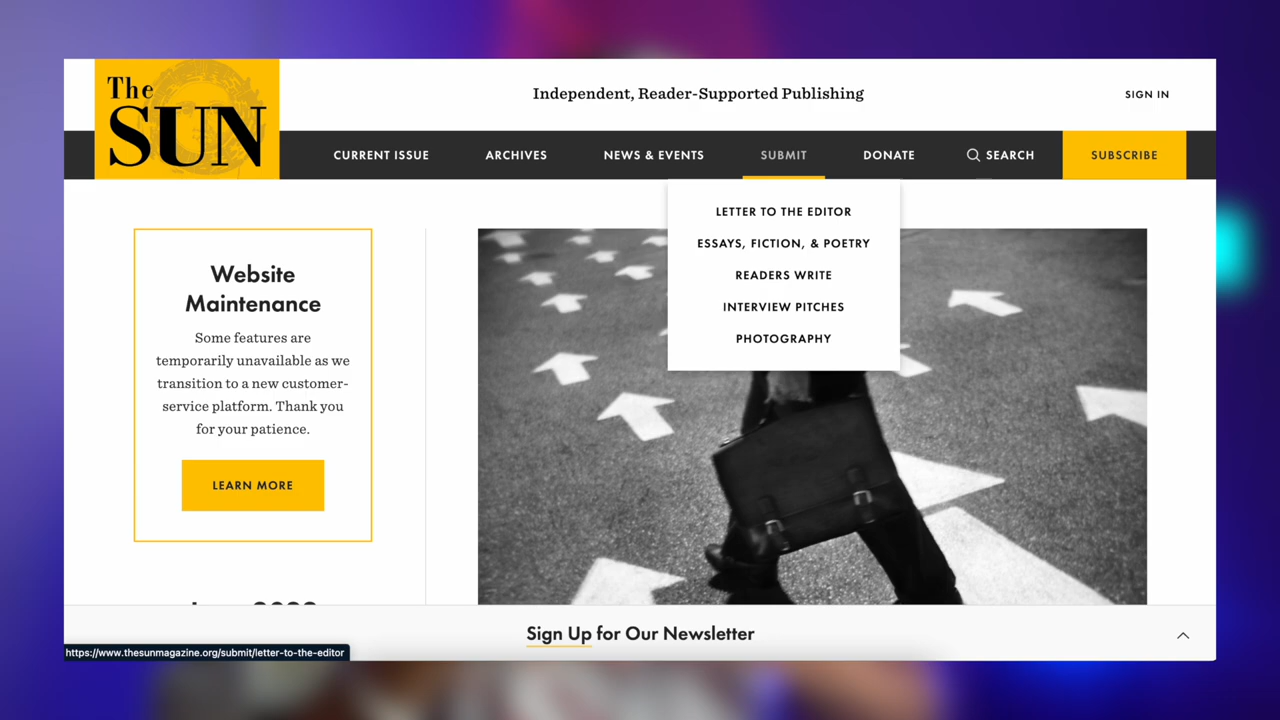 The
SUN
Independent, Reader-Supported Publishing
SIGN IN
CURRENT ISSUE
ARCHIVES
NEWS & EVENTS
SUBMIT
DONATE
SEARCH
SUBSCRIBE
LETTER TO THE EDITOR
ESSAYS, FICTION, & POETRY
READERS WRITE
INTERVIEW PITCHES
PHOTOGRAPHY
Website
Maintenance
Some features are
temporarily unavailable as we
transition to a new customer-
service platform. Thank you
for your patience.
LEARN MORE
Sign Up for Our Newsletter
https://www.thesunmagazine.org/submit/letter-to-the-editor